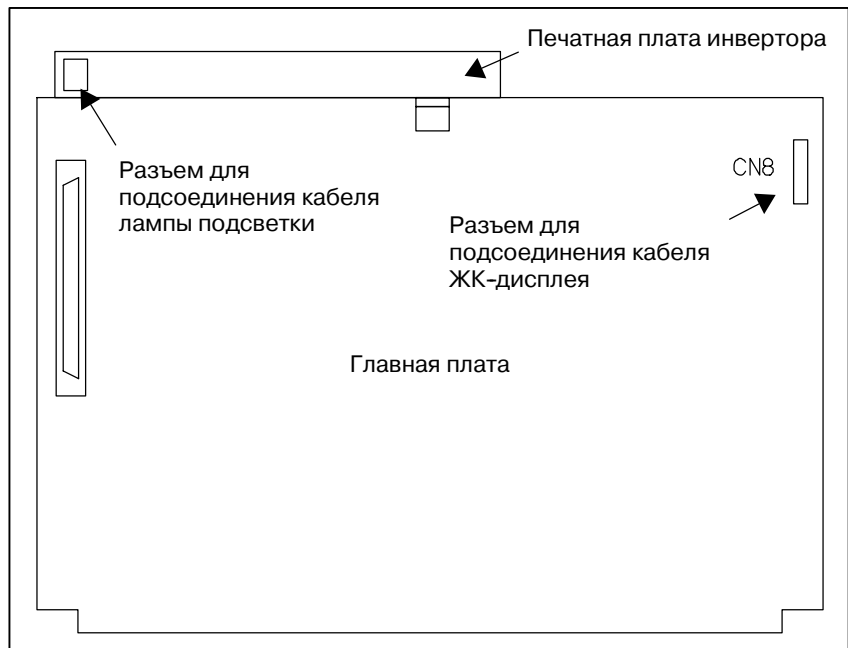 Печатная плата инвертора
Разъем для
подсоединения кабеля
лампы подсветки
CN8
Разъем для
подсоединения кабеля
ЖК-дисплея
Главная плата